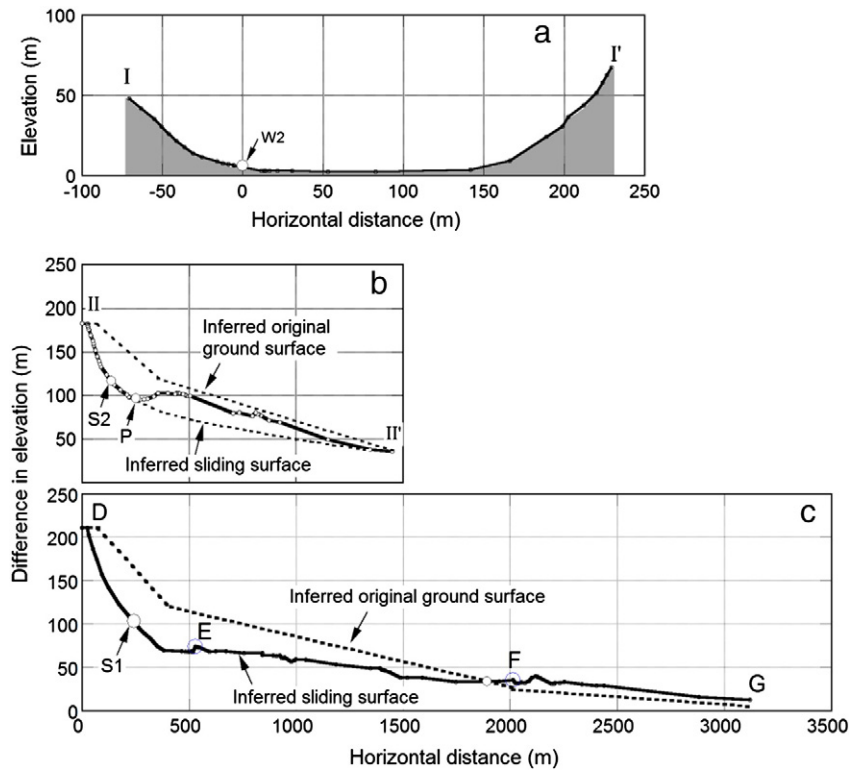 100
a
I'
I
50
W2
0
-100
-50
0
50
100
150
200
250
Elevation (m)
Horizontal distance (m)
250
b
II
200
Inferred original
ground surface
150
100
S2
P
50
II'
Inferred sliding surface
Difference in elevation (m)
250
D
c
200
150
Inferred original ground surface
100
E
S1
50
F
G
Inferred sliding surface
0
0
500
1000
1500
2000
2500
3000
3500
Horizontal distance (m)